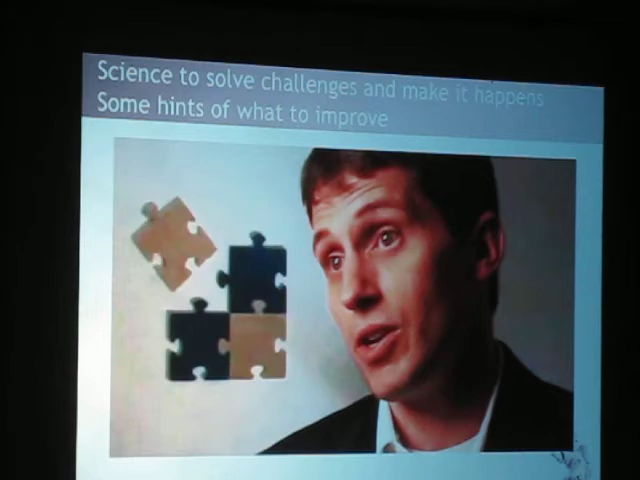 Science to solve challenges and make it happens
Some hints of what to improve